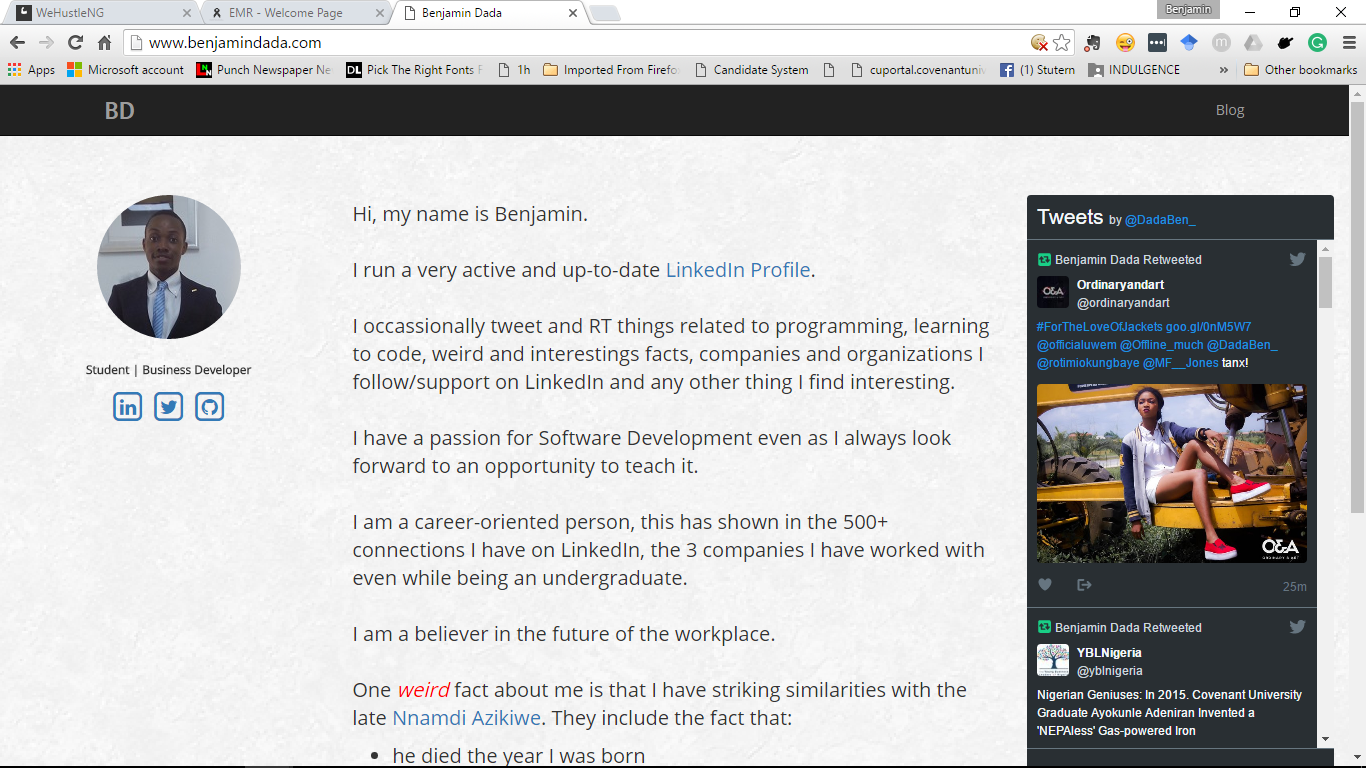 WeHustleNG
EMR - Welcome Page
Benjamin Dada
Benjamin
www.benjamindada.com
Apps
Microsoft account
Punch Newspaper Ne
Pick The Right Fonts F
1h
Imported From Firefo
Candidate System
cuportal.covenantuniv
(1) Stutern
INDULGENCE
»
Other bookmarks
BD
Blog
Student | Business Developer
Hi, my name is Benjamin.
I run a very active and up-to-date LinkedIn Profile.
I occassionally tweet and RT things related to programming, learning
to code, weird and interestings facts, companies and organizations I
follow/support on LinkedIn and any other thing I find interesting.
I have a passion for Software Development even as I always look
forward to an opportunity to teach it.
I am a career-oriented person, this has shown in the 500+
connections I have on LinkedIn, the 3 companies I have worked with
even while being an undergraduate.
I am a believer in the future of the workplace.
One weird fact about me is that I have striking similarities with the
late Nnamdi Azikiwe. They include the fact that:
• he died the year I was born
Tweets by @DadaBen_
Benjamin Dada Retweeted
O&A
Ordinaryandart
@ordinaryandart
#ForTheLoveOfJackets goo.gl/0nM5W7
@officialuwem @Offline_much @DadaBen_
@rotimiokungbaye @MF__Jones tanx!
O&A
25m
Benjamin Dada Retweeted
YBLNigeria
@yblnigeria
Nigerian Geniuses: In 2015. Covenant University
Graduate Ayokunle Adeniran Invented a
'NEPAless' Gas-powered Iron